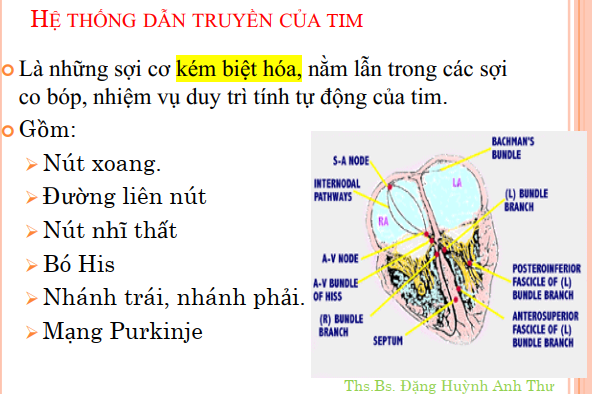 HỆ THỐNG DẪN TRUYỀN CỦA TIM
Là những sợi cơ kém biệt hóa, nằm lẫn trong các sợi
co bóp, nhiệm vụ duy trì tính tự động của tim.
Gồm:
Nút xoang.
Đường liên nút
Nút nhĩ thất
Bó His
Nhánh trái, nhánh phải.
Mạng Purkinje
BACHMAN'S
BUNDLE
S-A NODE
INTERNODAL
PATHWAYS
LA
RA
(L) BUNDLE
BRANCH
A-V NODE
A-V BUNDLE
OF HISS
(R) BUNDLE
BRANCH
SEPTUM
POSTEROINFERIOR
FASCICLE OF (L)
BUNDLE BRANCH
ANTEROSUPERIOR
FASCICLE OF (L)
BUNDLE BRANCH
Ths.Bs. Đặng Huỳnh Anh Thư